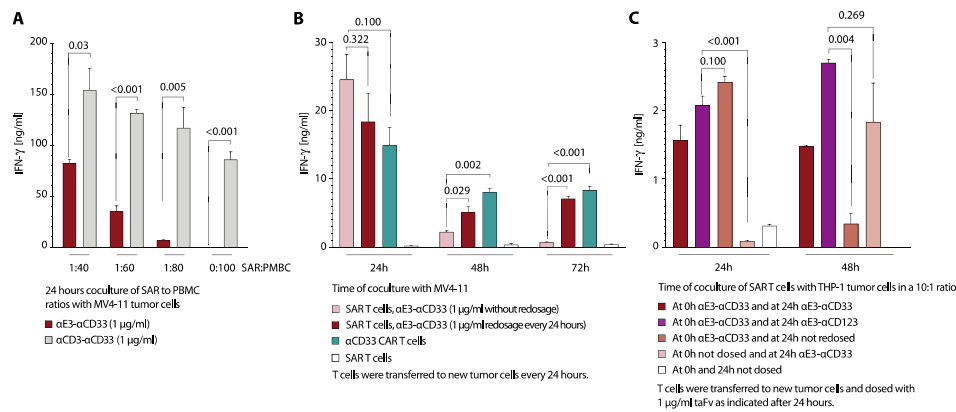 A
IFN-γ [ng/ml]
200
150
100
50
0
0.03
<0.001
0.005
<0.001
1:40 1:60 1:80 0:100 SAR:PMBC
24 hours coculture of SAR to PBMC
ratios with MV4-11 tumor cells
αE3-αCD33 (1 µg/ml)
αCD3-αCD33 (1 µg/ml)
B
IFN-γ [ng/ml]
30
20
10
0
0.100
0.322
0.002
0.029
<0.001
<0.001
24h 48h 72h
Time of coculture with MV4-11
SAR T cells, αE3-αCD33 (1 µg/ml without redosage)
SAR T cells, αE3-αCD33 (1 µg/ml redosage every 24 hours)
αCD33 CAR T cells
SAR T cells
T cells were transferred to new tumor cells every 24 hours.
C
IFN-γ [ng/ml]
3
2
1
0
<0.001
0.100
0.269
0.004
24h 48h
Time of coculture of SART cells with THP-1 tumor cells in a 10:1 ratio
At 0h αE3-αCD33 and at 24h αE3-αCD33
At 0h αE3-αCD33 and at 24h αE3-αCD123
At 0h αE3-αCD33 and at 24h not redosed
At 0h not dosed and at 24h αE3-αCD33
At 0h and 24h not dosed
T cells were transferred to new tumor cells and dosed with
1 µg/ml taFv as indicated after 24 hours.